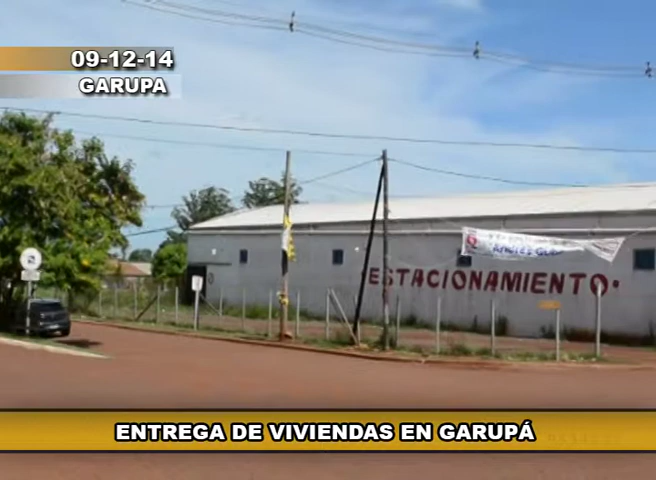 09-12-14
GARUPA
ESTACIONAMIENTO.
ENTREGA DE VIVIENDAS EN GARUPÁ